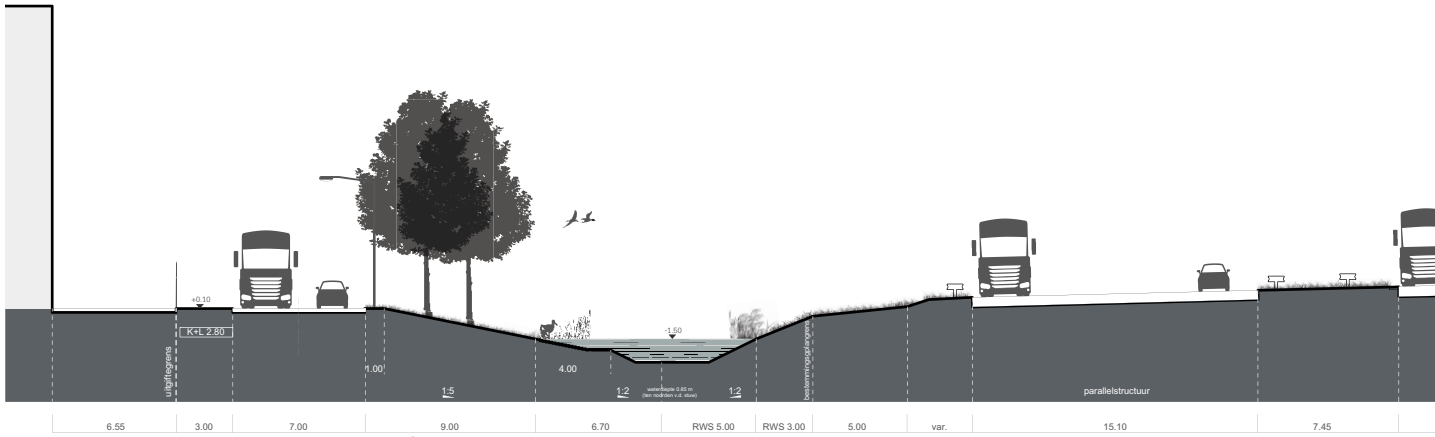 +0.10
K+L 2.80
uitgiftegrens
-1.50
bestemmingsplangrens
1.00
4.00
1:5
1:2
waterdiepte 0.85 m
(ten noorden v.d. stuw)
1:2
parallelstructuur
6.55
3.00
7.00
9.00
6.70
RWS 5.00
RWS 3.00
5.00
var.
15.10
7.45